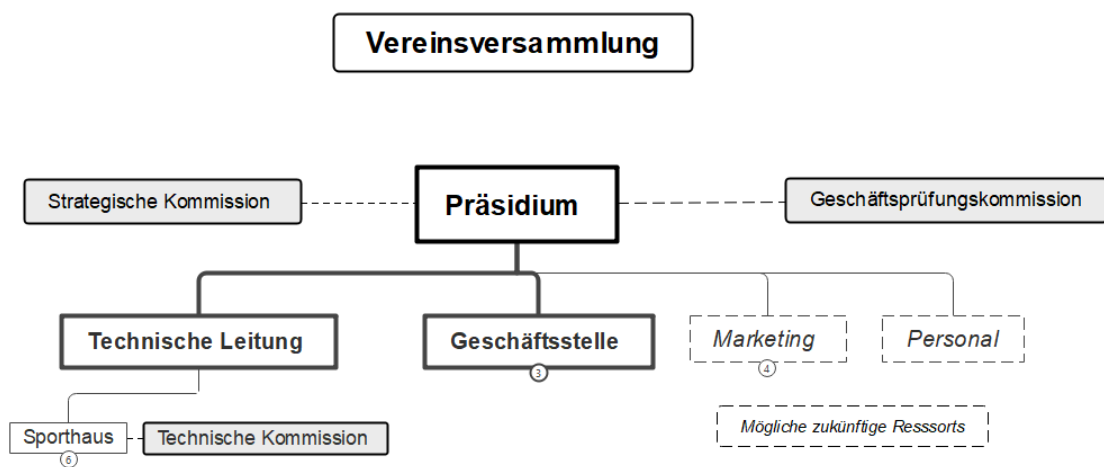 Vereinsversammlung
Strategische Kommission
Präsidium
Geschäftsprüfungskommission
Technische Leitung
Geschäftsstelle
3
Marketing
4
Personal
Sporthaus
6
Technische Kommission
Mögliche zukünftige Resssorts